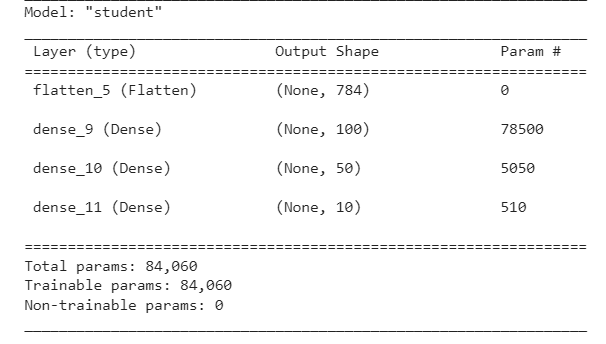 Model: "student"
Layer (type) Output Shape Param #
flatten_5 (Flatten) (None, 784) 0
dense_9 (Dense) (None, 100) 78500
dense_10 (Dense) (None, 50) 5050
dense_11 (Dense) (None, 10) 510
Total params: 84,060
Trainable params: 84,060
Non-trainable params: 0